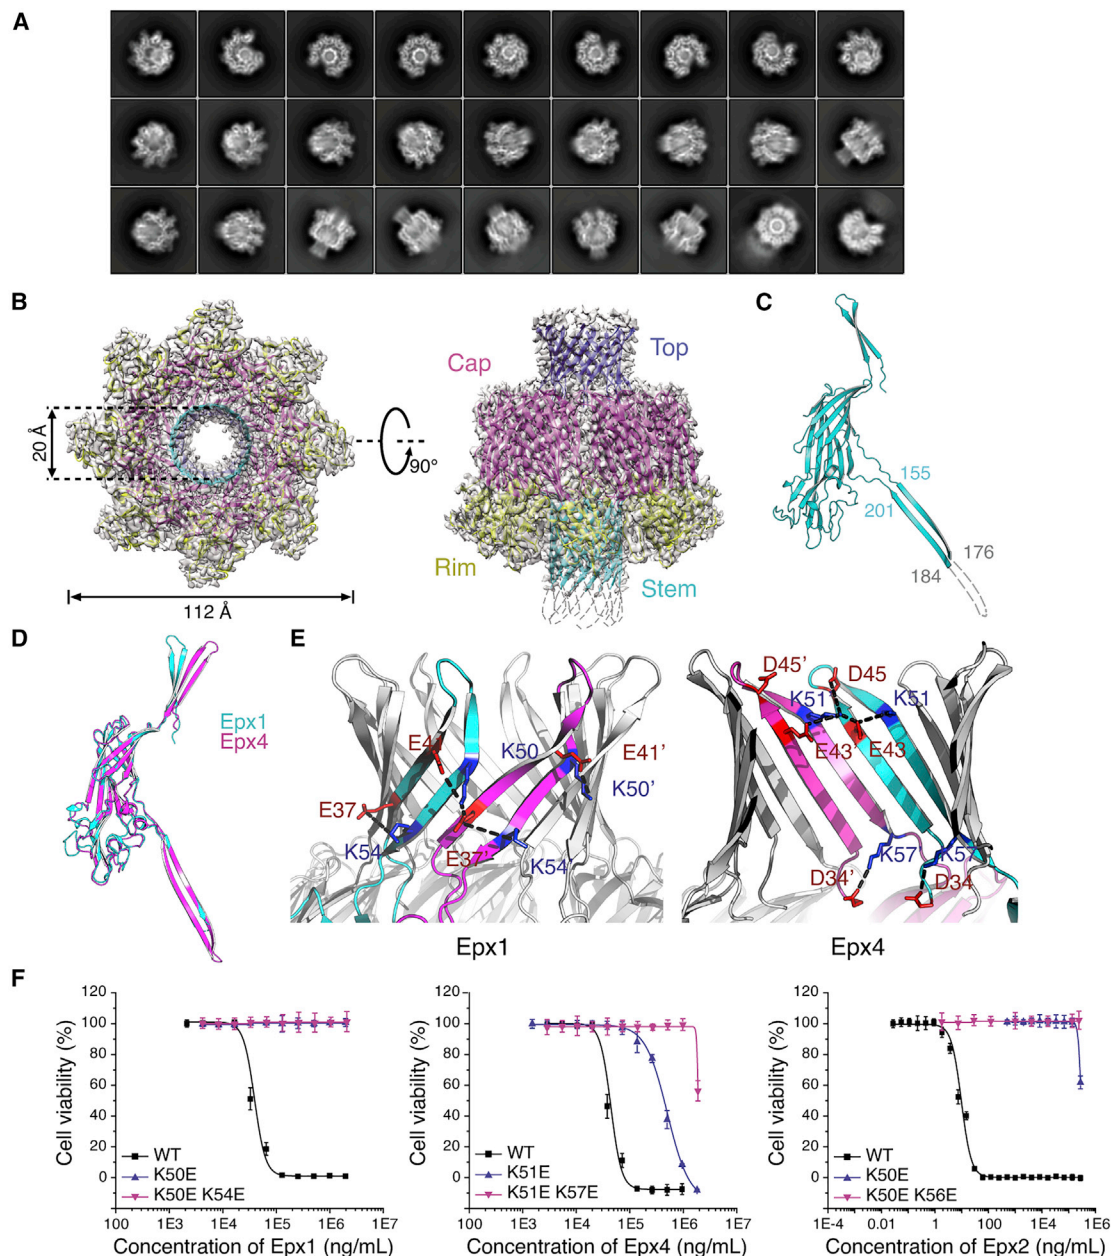 A
B
20 Å
112 Å
90°
Cap
Top
Rim
Stem
C
155
201
176
184
D
Epx1
Epx4
E
E41
K50
E41’
K50’
E37
K54
E37’
K54’
Epx1
D45’
D45
K51’
K51
E43’
E43
K57’
K57
D34’
D34
Epx4
F
Cell viability (%)
120
100
80
60
40
20
0
WT
K50E
K50E K54E
100
1E3
1E4
1E5
1E6
1E7
Concentration of Epx1 (ng/mL)
Cell viability (%)
120
100
80
60
40
20
0
WT
K51E
K51E K57E
100
1E3
1E4
1E5
1E6
1E7
Concentration of Epx4 (ng/mL)
Cell viability (%)
120
100
80
60
40
20
0
WT
K50E
K50E K56E
1E-4
0.01
1
100
1E4
1E6
Concentration of Epx2 (ng/mL)